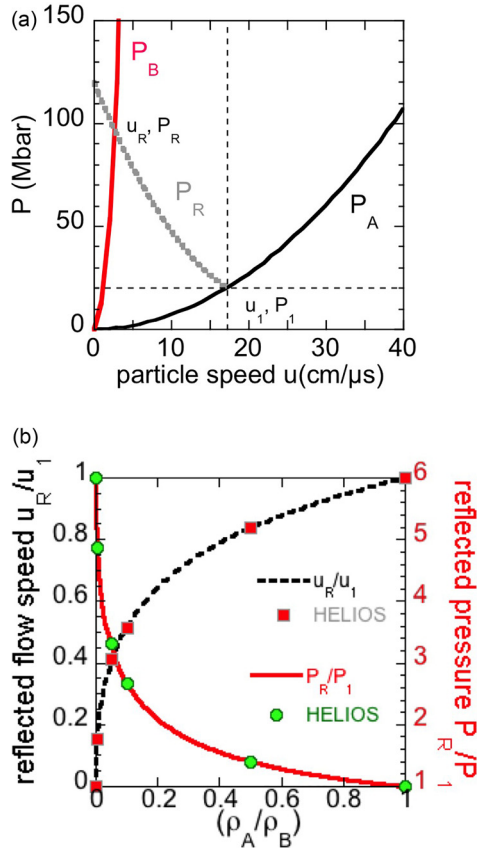 (a)
150
100
50
0
P (Mbar)
P_B
u_R, P_R
P_R
P_A
u_1, P_1
0 10 20 30 40
particle speed u(cm/µs)
(b)
1
0.8
0.6
0.4
0.2
0
reflected flow speed u_R/u_1
6
5
4
3
2
1
reflected pressure P_R/P_1
u_R/u_1
HELIOS
P_R/P_1
HELIOS
0 0.2 0.4 0.6 0.8 1
(ρ_A/ρ_B)